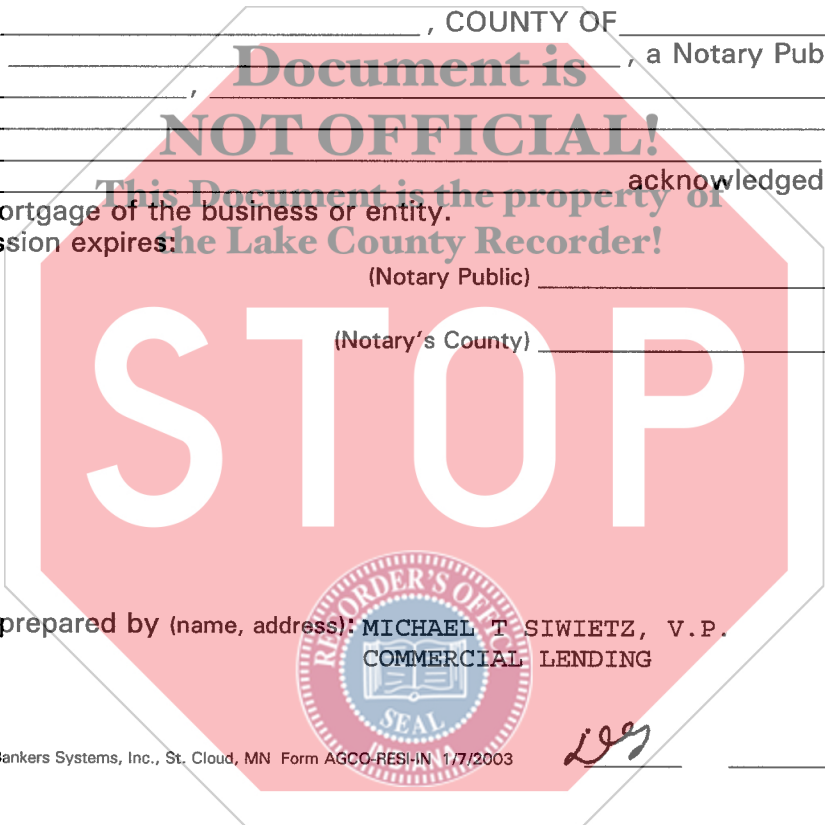 , COUNTY OF
, a Notary Pub
,
Document is
NOT OFFICIAL!
acknowledged
This Document is the property of
ortgage of the business or entity.
ssion expires:
the Lake County Recorder!
(Notary Public)
STOP
(Notary's County)
RECORDER'S OFFICE
prepared by (name, address): MICHAEL T SIWIETZ, V.P.
COMMERCIAL LENDING
SEAL
INDIANA
Bankers Systems, Inc., St. Cloud, MN Form AGCO-RESI-IN 1/7/2003